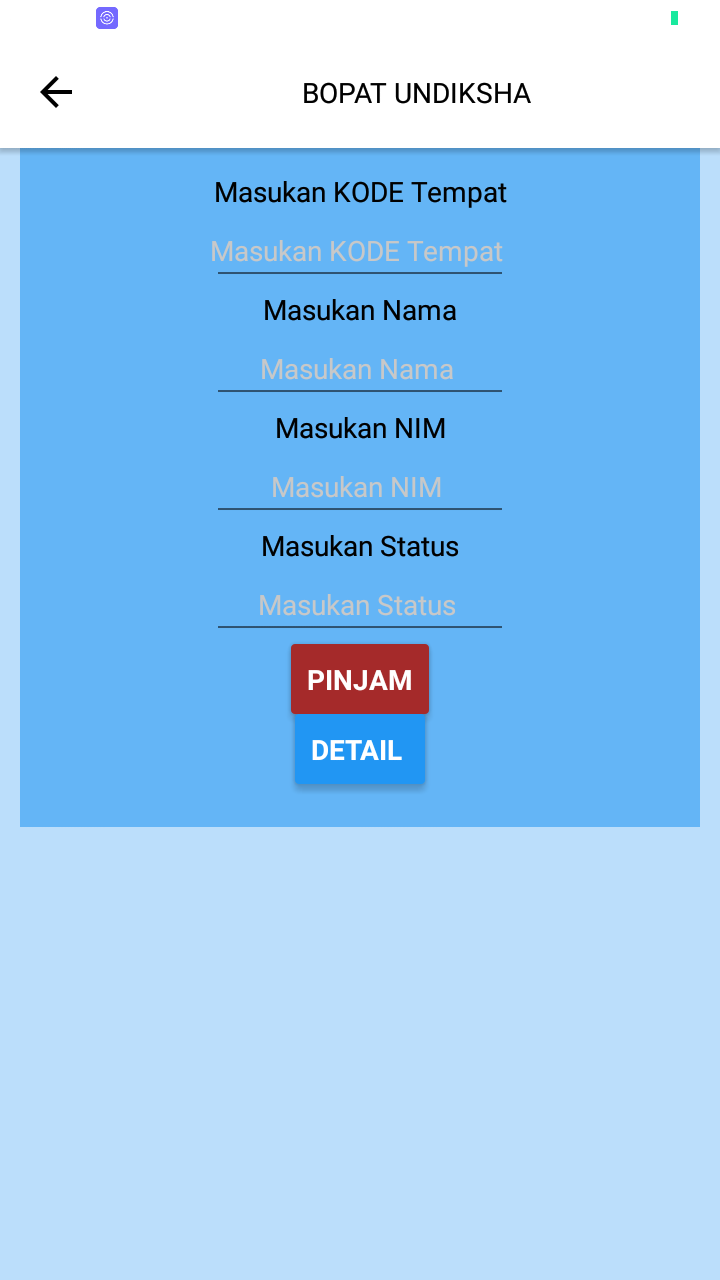 BOPAT UNDIKSHA
Masukan KODE Tempat
Masukan KODE Tempat
Masukan Nama
Masukan Nama
Masukan NIM
Masukan NIM
Masukan Status
Masukan Status
PINJAM
DETAIL